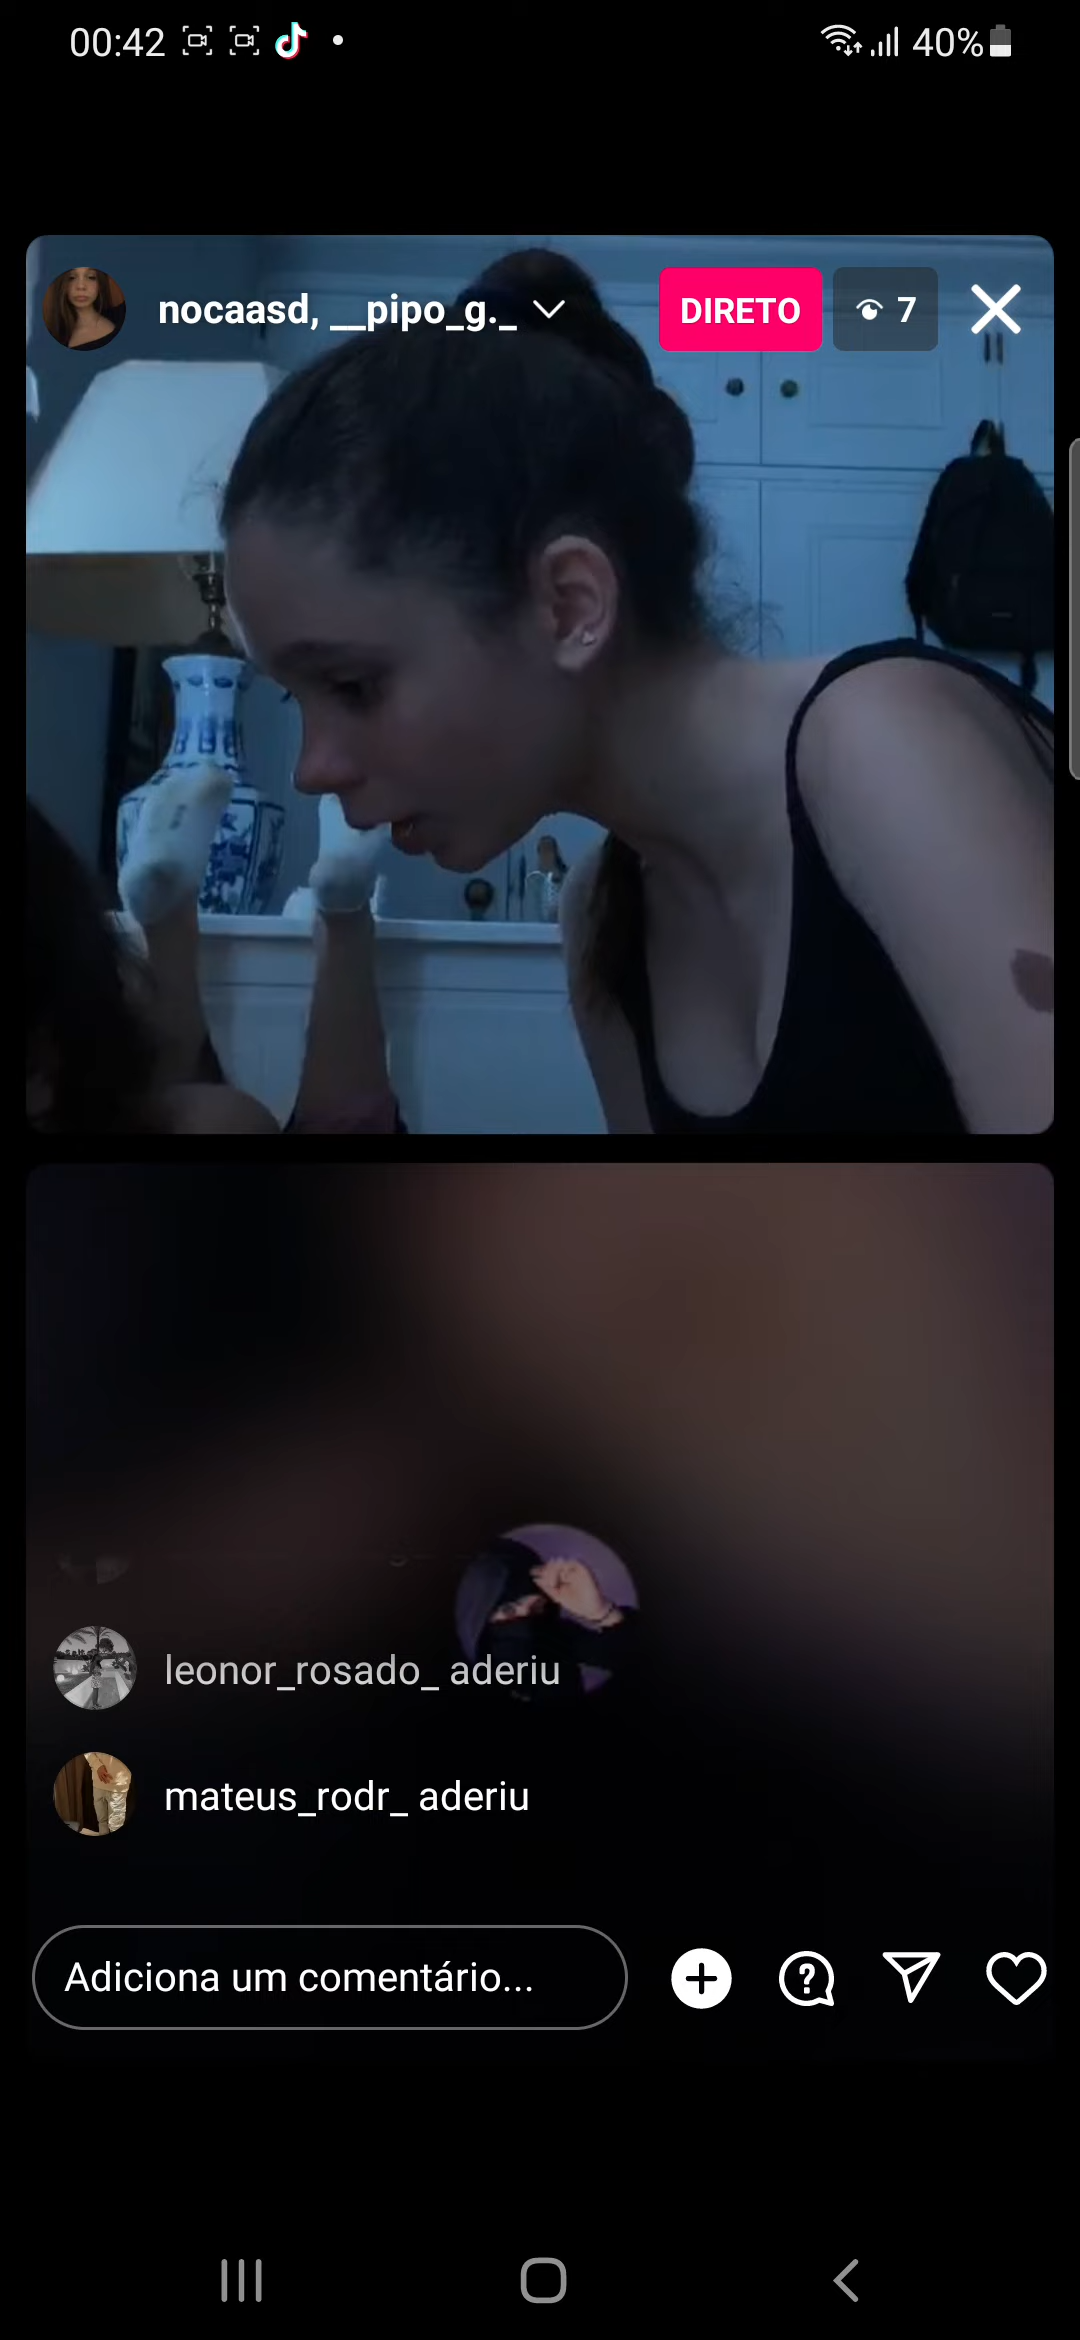 00:42
40%
nocaasd, __pipo_g._
DIRETO
7
leonor_rosado_ aderiu
mateus_rodr_ aderiu
Adiciona um comentário...